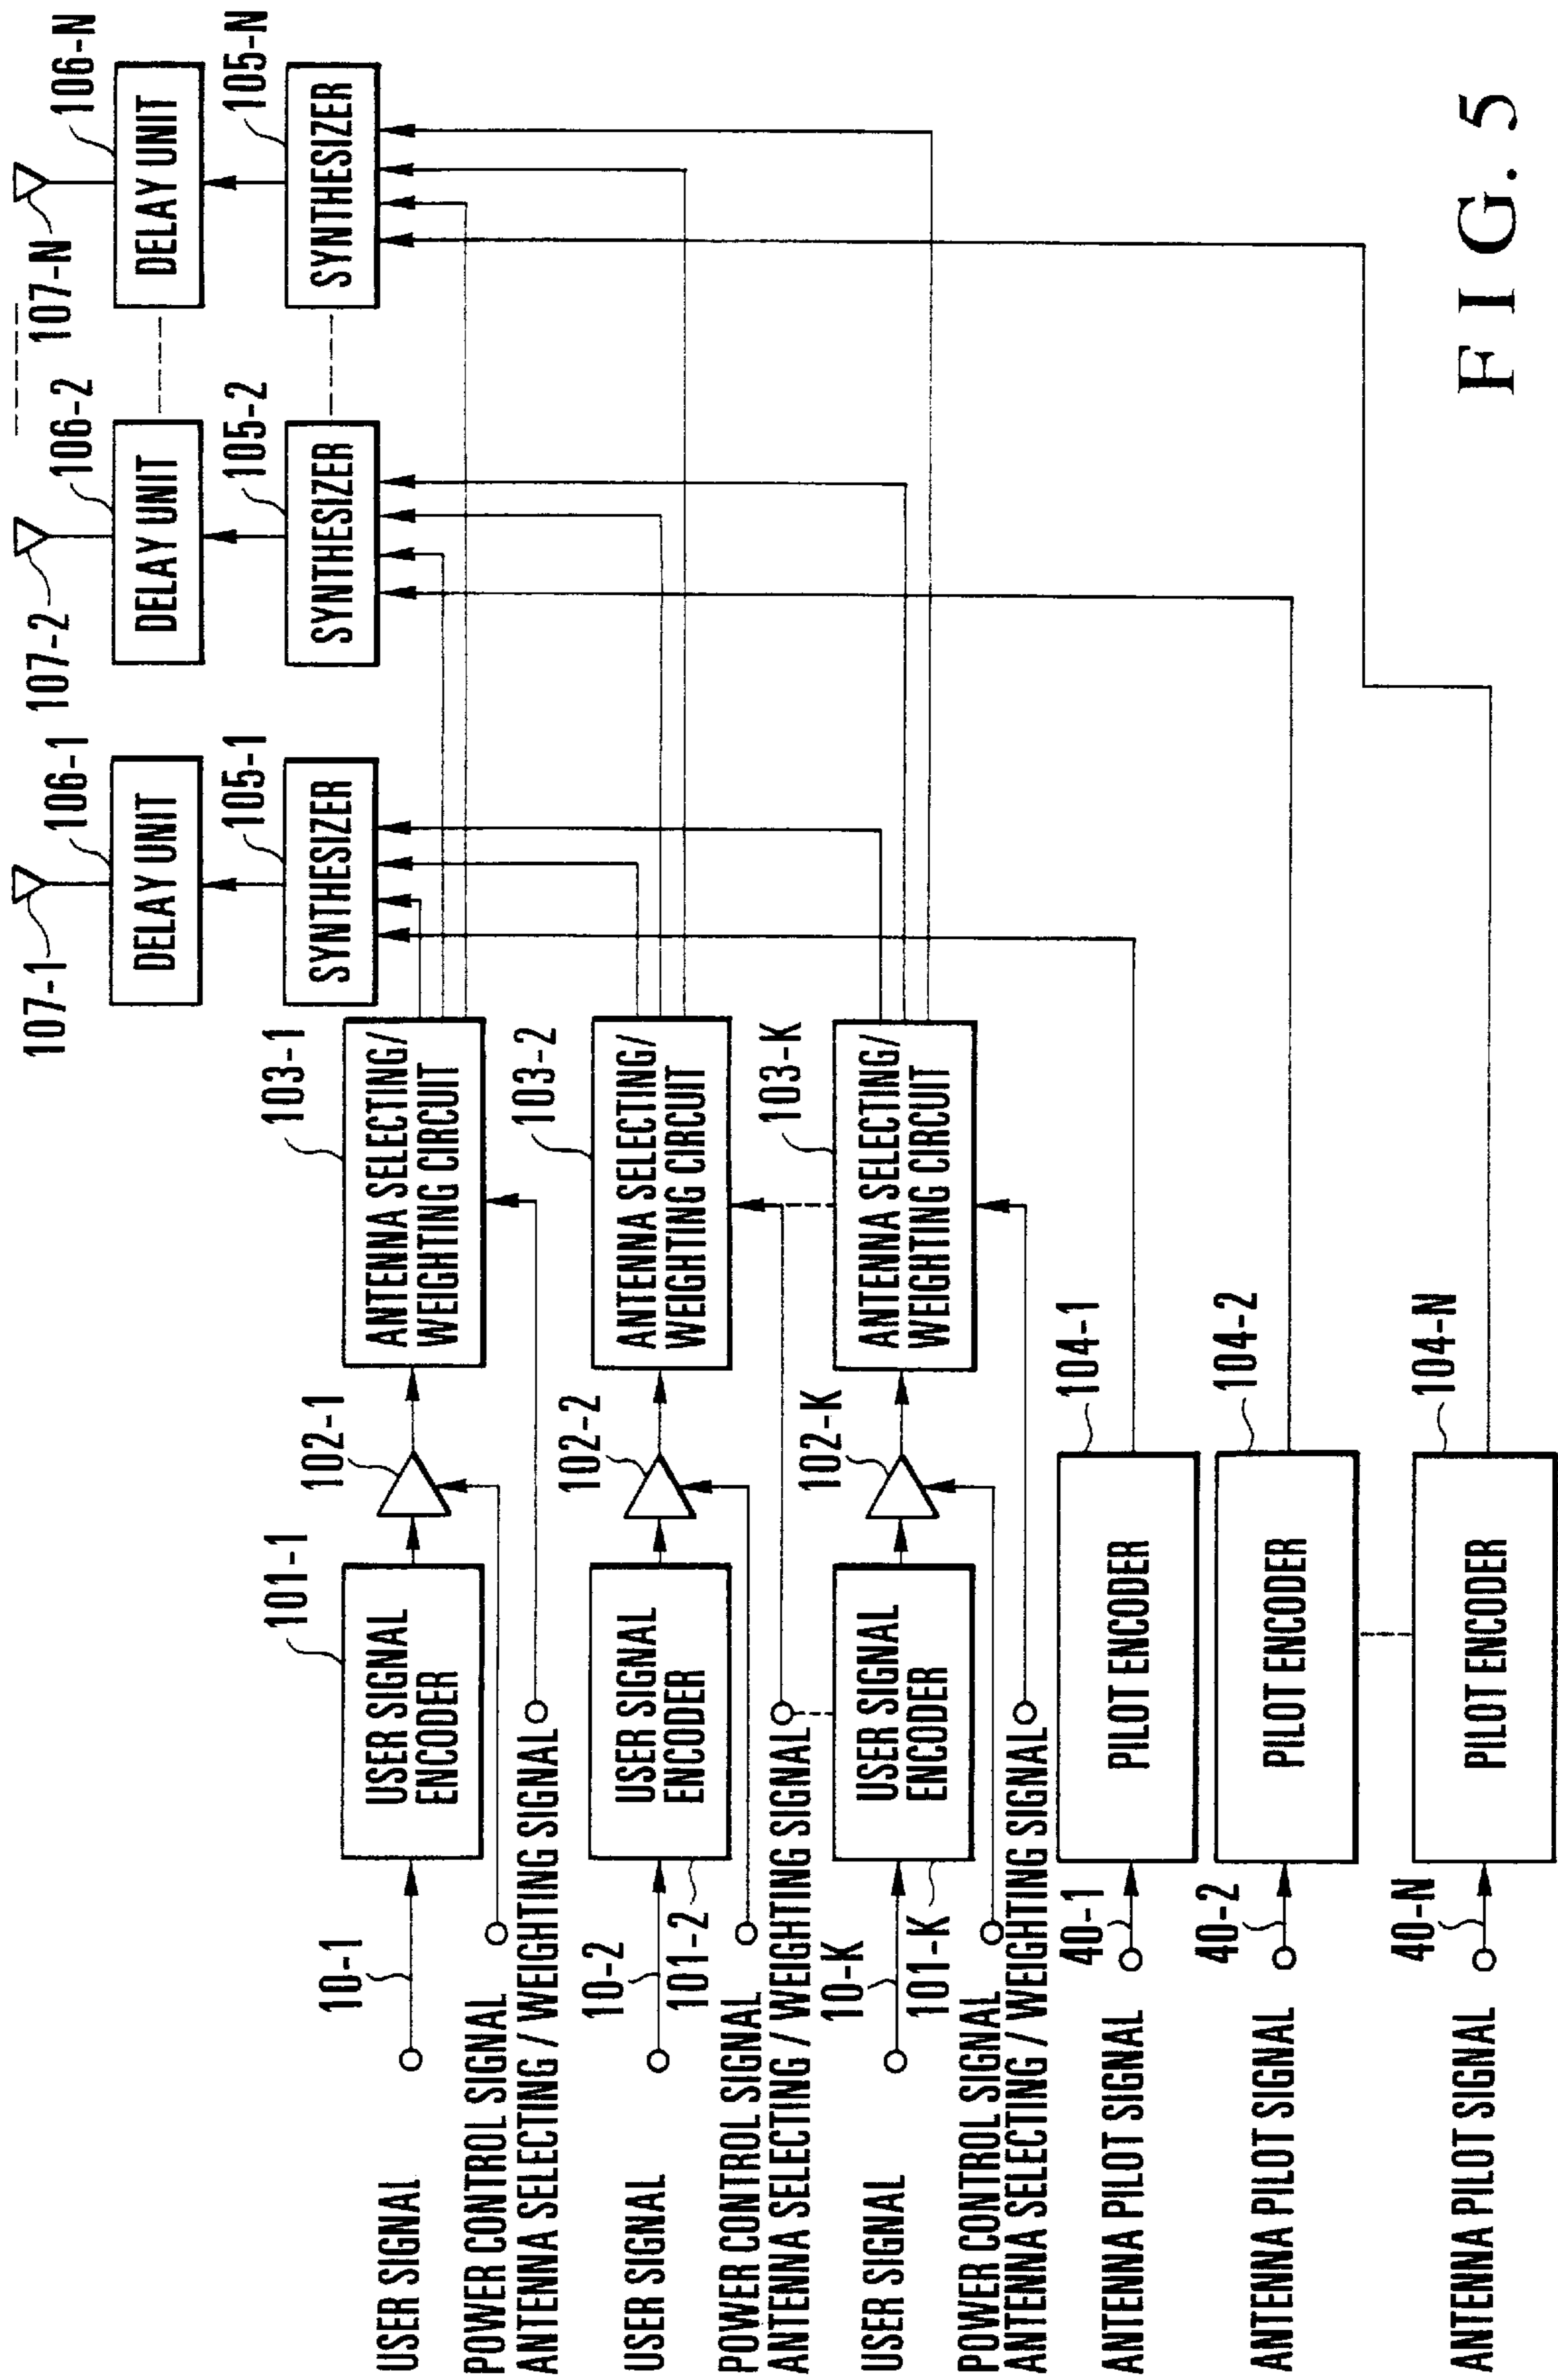 107-1
107-2
107-N
106-1
106-2
106-N
DELAY UNIT
DELAY UNIT
DELAY UNIT
105-1
105-2
105-N
SYNTHESIZER
SYNTHESIZER
SYNTHESIZER
USER SIGNAL
10-1
101-1
USER SIGNAL
ENCODER
102-1
103-1
ANTENNA SELECTING/
WEIGHTING CIRCUIT
POWER CONTROL SIGNAL
ANTENNA SELECTING / WEIGHTING SIGNAL
USER SIGNAL
10-2
101-2
USER SIGNAL
ENCODER
102-2
103-2
ANTENNA SELECTING/
WEIGHTING CIRCUIT
POWER CONTROL SIGNAL
ANTENNA SELECTING / WEIGHTING SIGNAL
USER SIGNAL
10-K
101-K
USER SIGNAL
ENCODER
102-K
103-K
ANTENNA SELECTING/
WEIGHTING CIRCUIT
POWER CONTROL SIGNAL
ANTENNA SELECTING / WEIGHTING SIGNAL
ANTENNA PILOT SIGNAL
40-1
PILOT ENCODER
104-1
ANTENNA PILOT SIGNAL
40-2
PILOT ENCODER
104-2
ANTENNA PILOT SIGNAL
40-N
PILOT ENCODER
104-N
FIG. 5